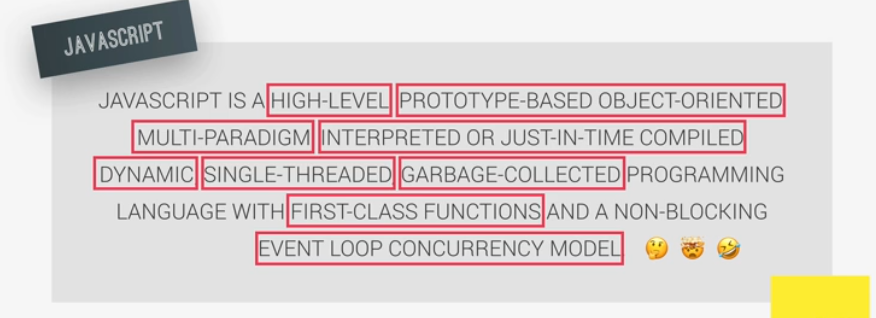 JAVASCRIPT
JAVASCRIPT IS A HIGH-LEVEL PROTOTYPE-BASED OBJECT-ORIENTED
MULTI-PARADIGM INTERPRETED OR JUST-IN-TIME COMPILED
DYNAMIC SINGLE-THREADED GARBAGE-COLLECTED PROGRAMMING
LANGUAGE WITH FIRST-CLASS FUNCTIONS AND A NON-BLOCKING
EVENT LOOP CONCURRENCY MODEL. 🤔 🤯 🤣